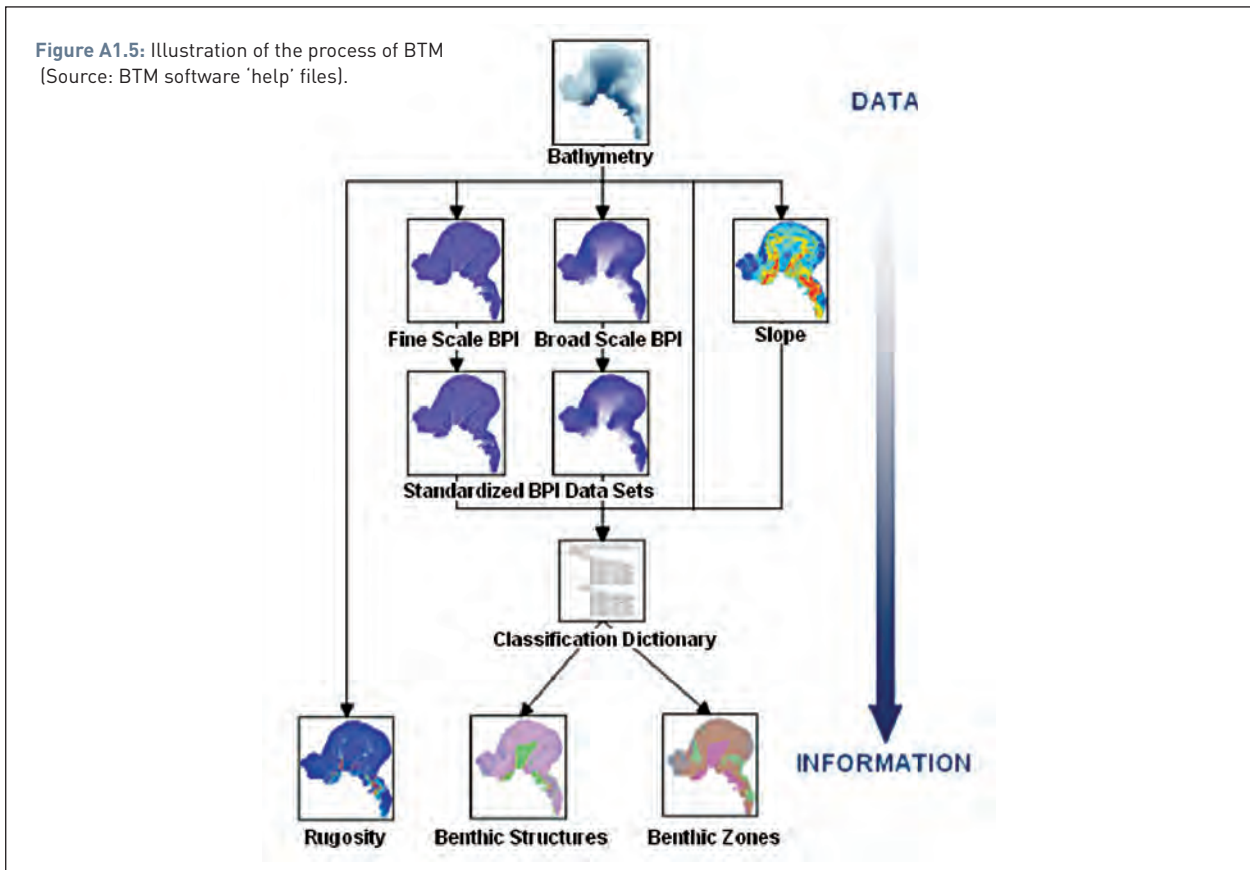 Figure A1.5: Illustration of the process of BTM
(Source: BTM software ‘help’ files).
DATA
Bathymetry
Fine Scale BPI
Broad Scale BPI
Slope
Standardized BPI Data Sets
Classification Dictionary
INFORMATION
Rugosity
Benthic Structures
Benthic Zones